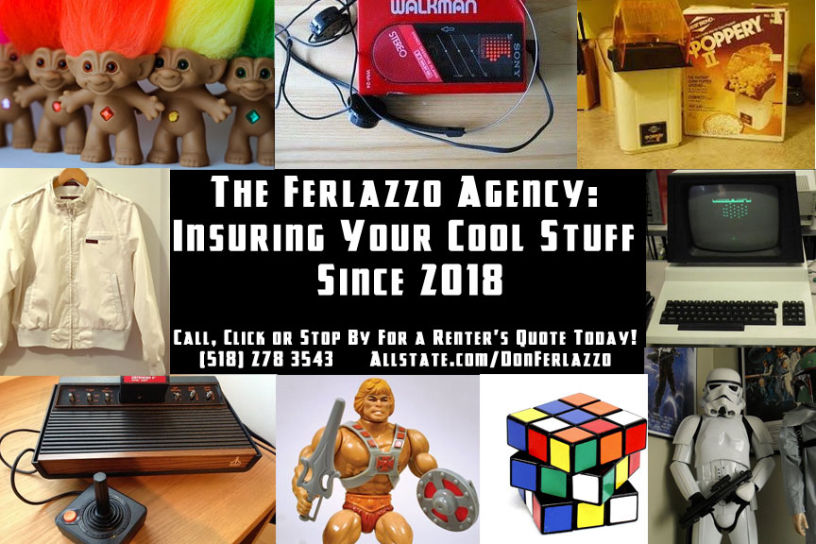 WALKMAN
STEREO
SONY
POPPERY
II
THE FERLAZZO AGENCY:
INSURING YOUR COOL STUFF
SINCE 2018
CALL, CLICK OR STOP BY FOR A RENTER'S QUOTE TODAY!
(518) 278 3543 ALLSTATE.COM/DONFERLAZZO